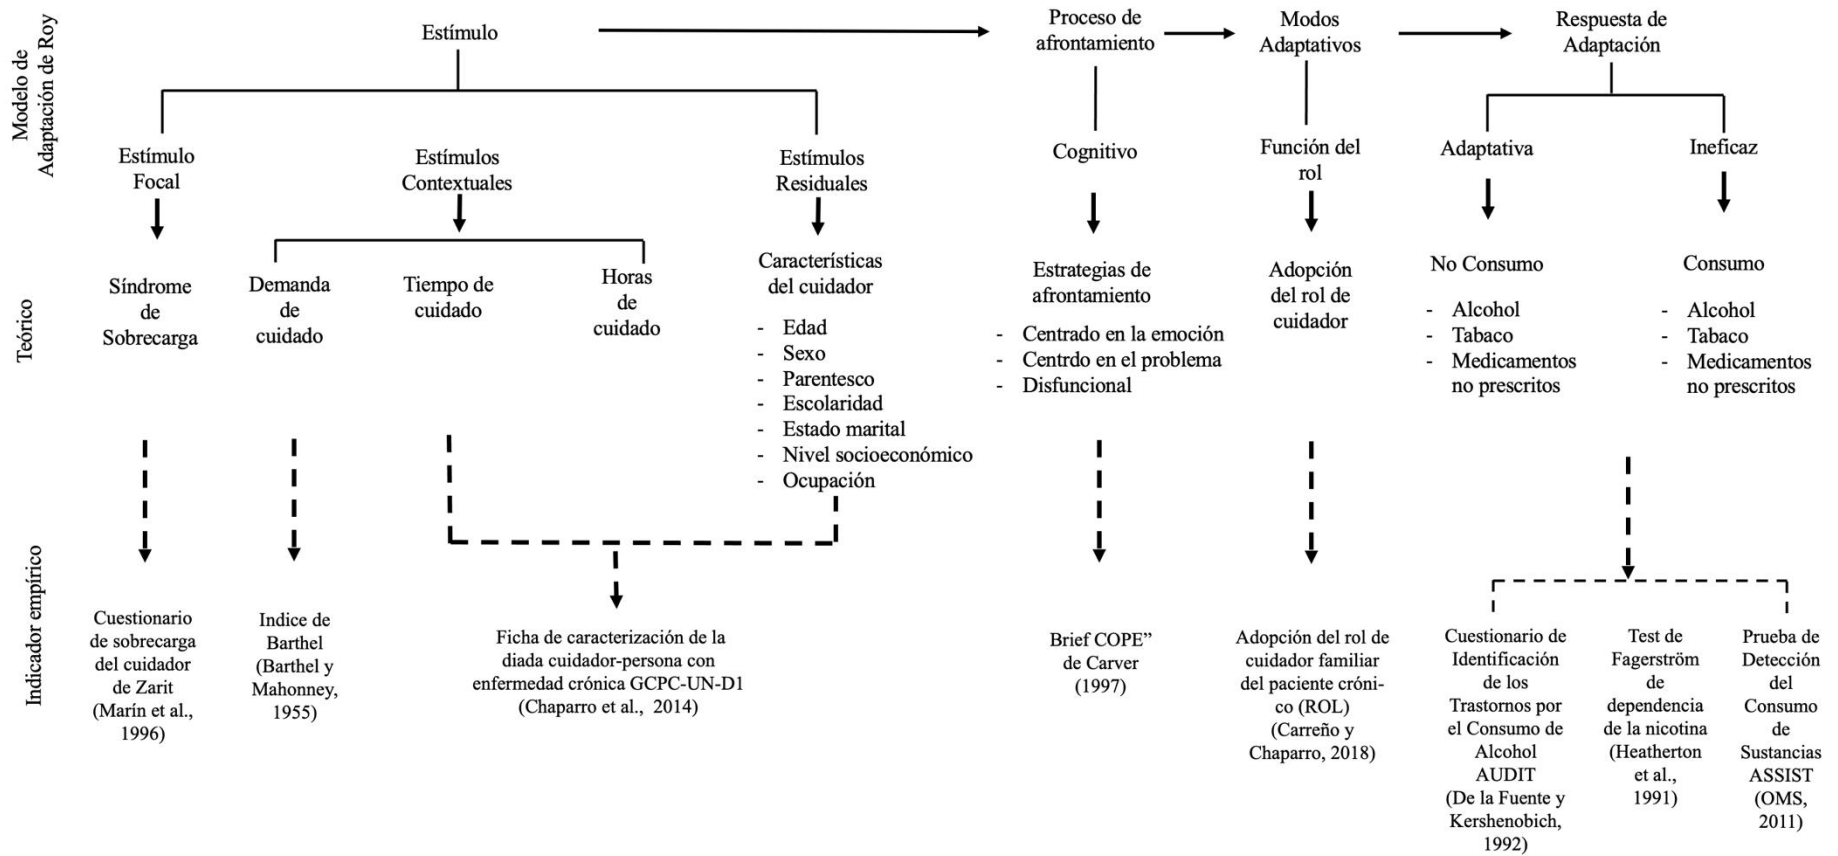 Modelo de
Adaptación de Roy
Estímulo
Proceso de
afrontamiento
Modos
Adaptativos
Respuesta de
Adaptación
Estímulo
Focal
Estímulos
Contextuales
Estímulos
Residuales
Cognitivo
Función del
rol
Adaptativa
Ineficaz
Teórico
Síndrome
de
Sobrecarga
Demanda
de
cuidado
Tiempo de
cuidado
Horas
de
cuidado
Características
del cuidador
- Edad
- Sexo
- Parentesco
- Escolaridad
- Estado marital
- Nivel socioeconómico
- Ocupación
Estrategias de
afrontamiento
- Centrado en la emoción
- Centrdo en el problema
- Disfuncional
Adopción
del rol de
cuidador
No Consumo
- Alcohol
- Tabaco
- Medicamentos
no prescritos
Consumo
- Alcohol
- Tabaco
- Medicamentos
no prescritos
Indicador empírico
Cuestionario
de sobrecarga
del cuidador
de Zarit
(Marín et al.,
1996)
Indice de
Barthel
(Barthel y
Mahonney,
1955)
Ficha de caracterización de la
diada cuidador-persona con
enfermedad crónica GCPC-UN-D1
(Chaparro et al., 2014)
Brief COPE”
de Carver
(1997)
Adopción del rol de
cuidador familiar
del paciente cróni-
co (ROL)
(Carreño y
Chaparro, 2018)
Cuestionario de
Identificación
de los
Trastornos por
el Consumo de
Alcohol
AUDIT
(De la Fuente y
Kershenobich,
1992)
Test de
Fagerström
de
dependencia
de la nicotina
(Heatherton
et al.,
1991)
Prueba de
Detección
del
Consumo
de
Sustancias
ASSIST
(OMS,
2011)